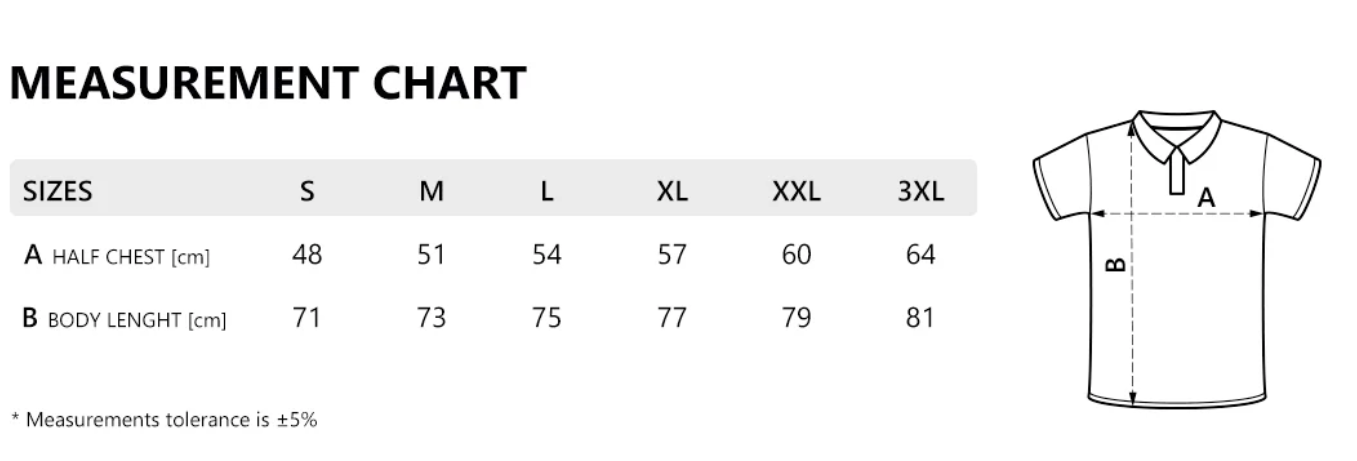 MEASUREMENT CHART
SIZES S M L XL XXL 3XL
A HALF CHEST [cm] 48 51 54 57 60 64
B BODY LENGHT [cm] 71 73 75 77 79 81
* Measurements tolerance is ±5%
A
B